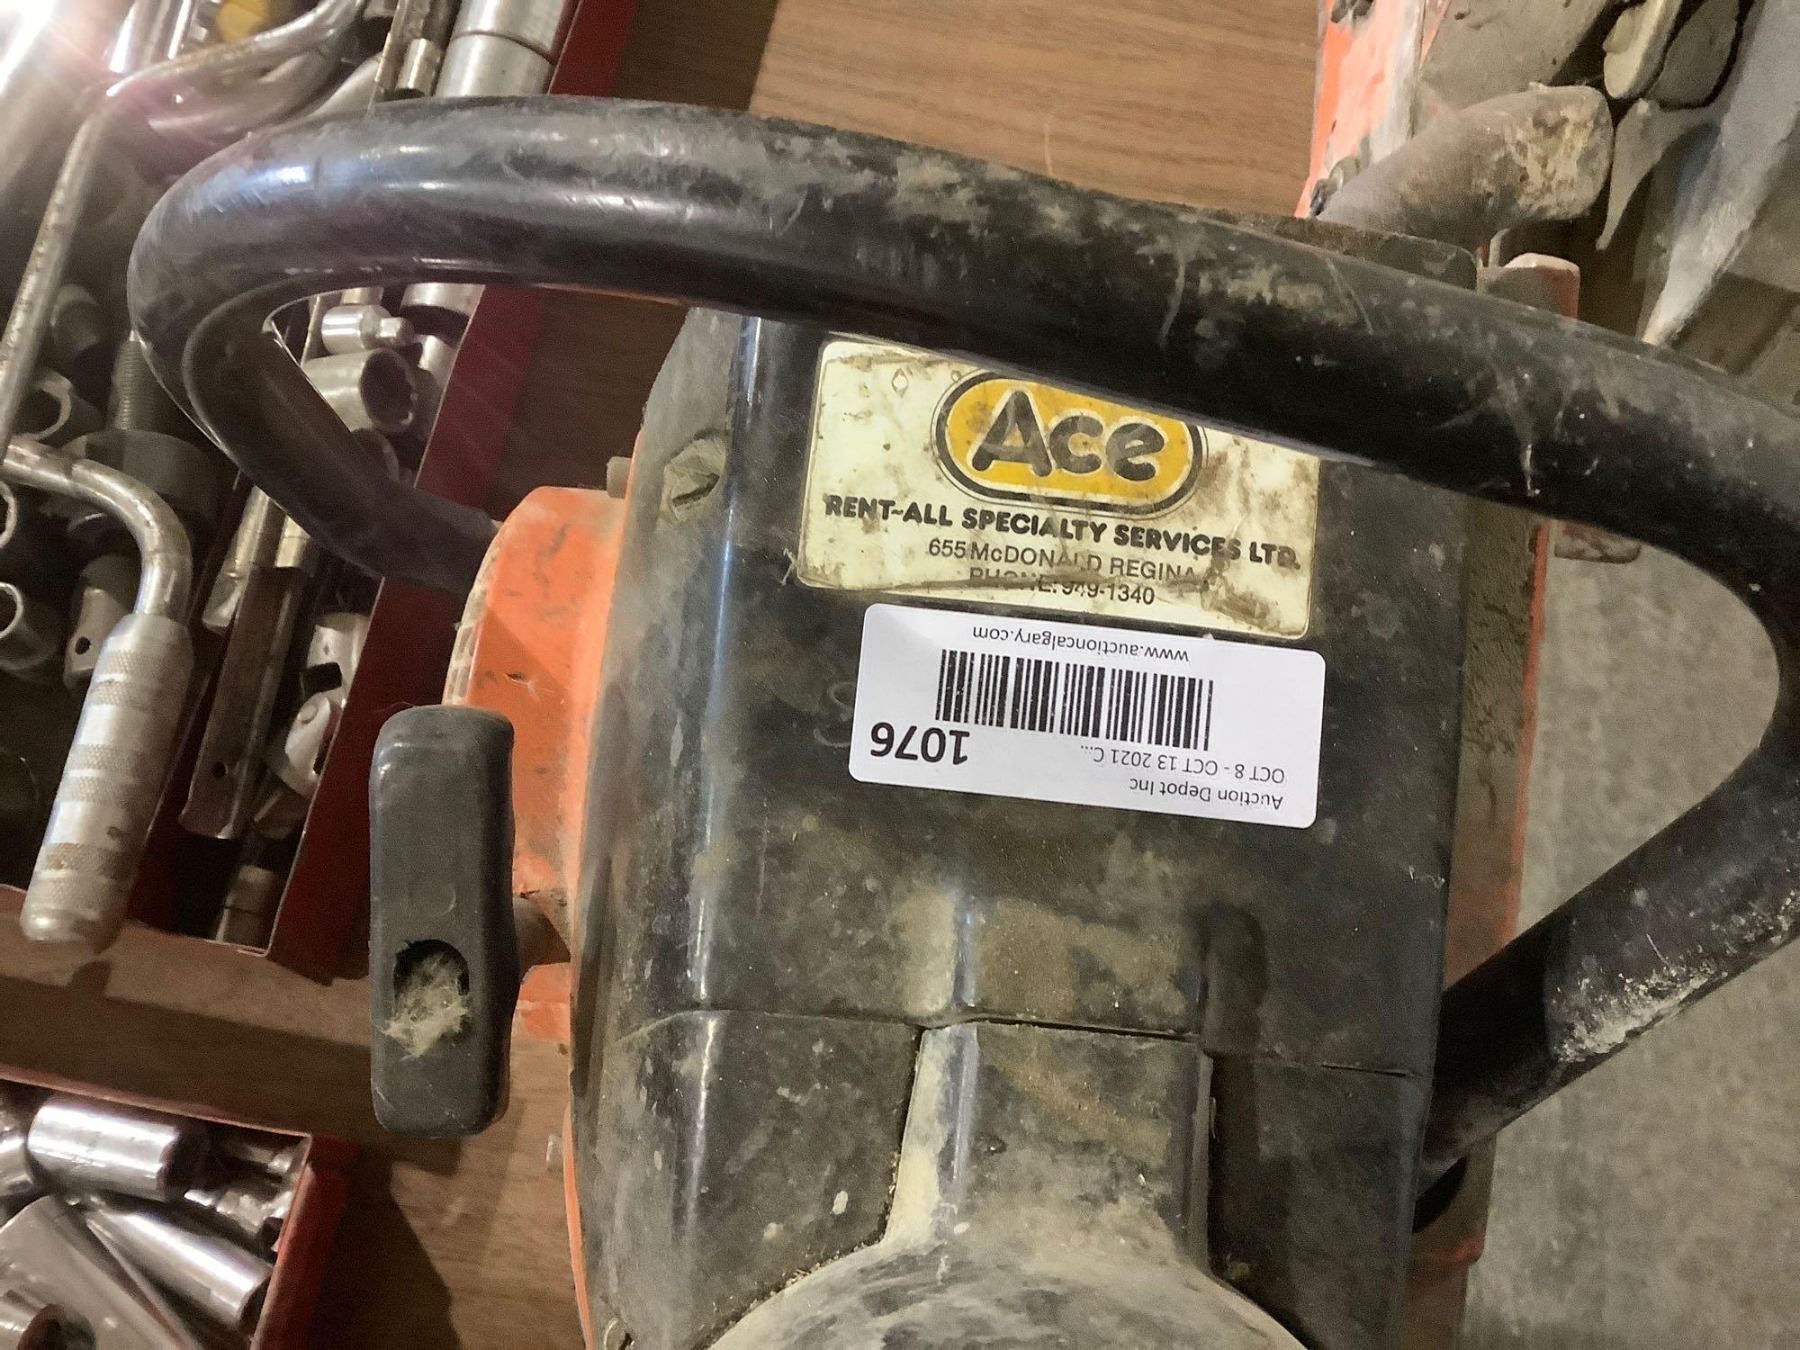 Ace
RENT-ALL SPECIALTY SERVICES LTD.
655 McDONALD REGINA
PHONE: 949-1340
Auction Depot Inc
OCT 8 - OCT 13 2021 C...
1076
www.auctioncalgary.com